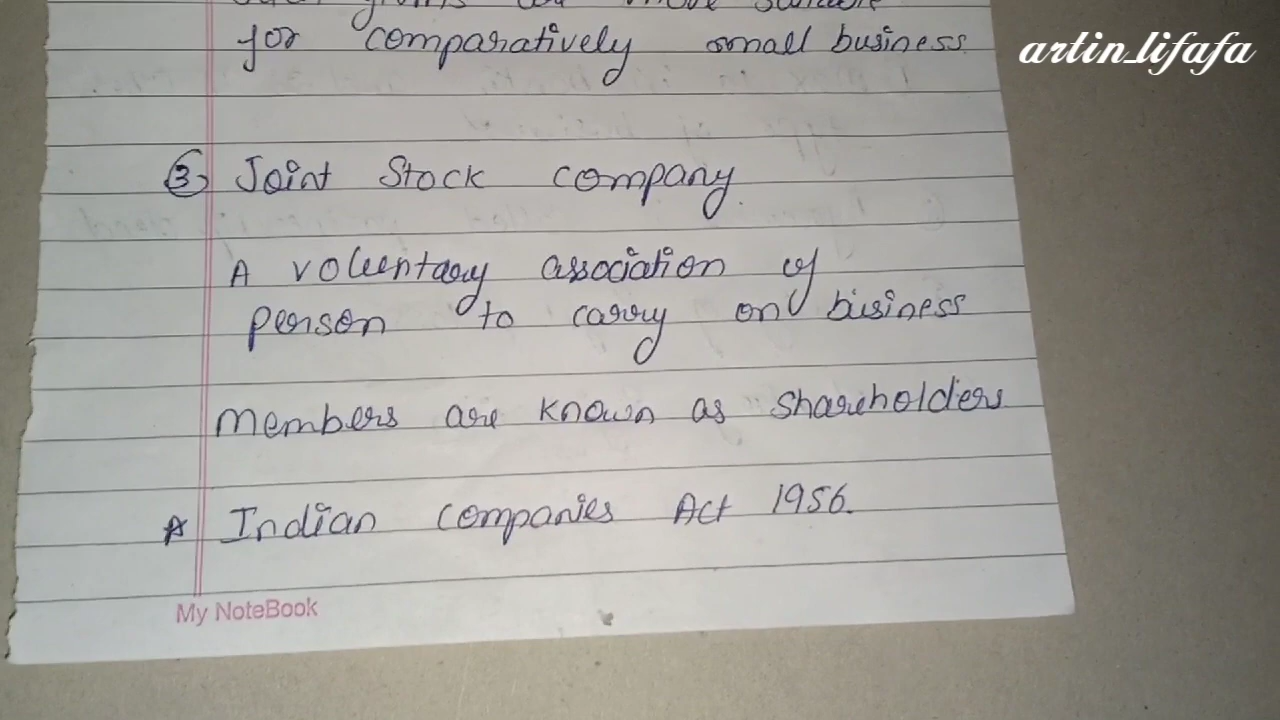 for comparatively small business.
artin_lifafa
③ Joint Stock company.
A voluntary association of
person to carry on business
Members are known as shareholders
☆ Indian Companies Act 1956.
My NoteBook